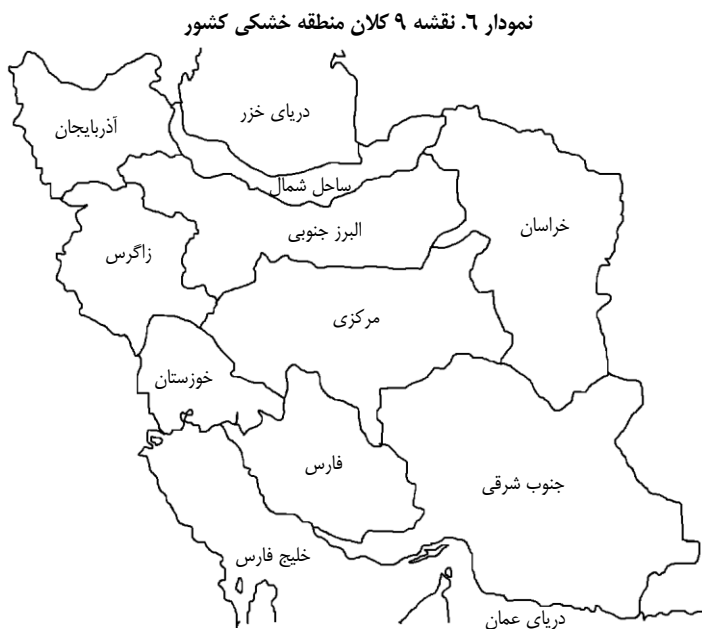 نمودار ۶. نقشه ۹ کلان منطقه خشکی کشور
دریای خزر
آذربایجان
ساحل شمال
خراسان
البرز جنوبی
زاگرس
مرکزی
خوزستان
فارس
جنوب شرقی
خلیج فارس
دریای عمان